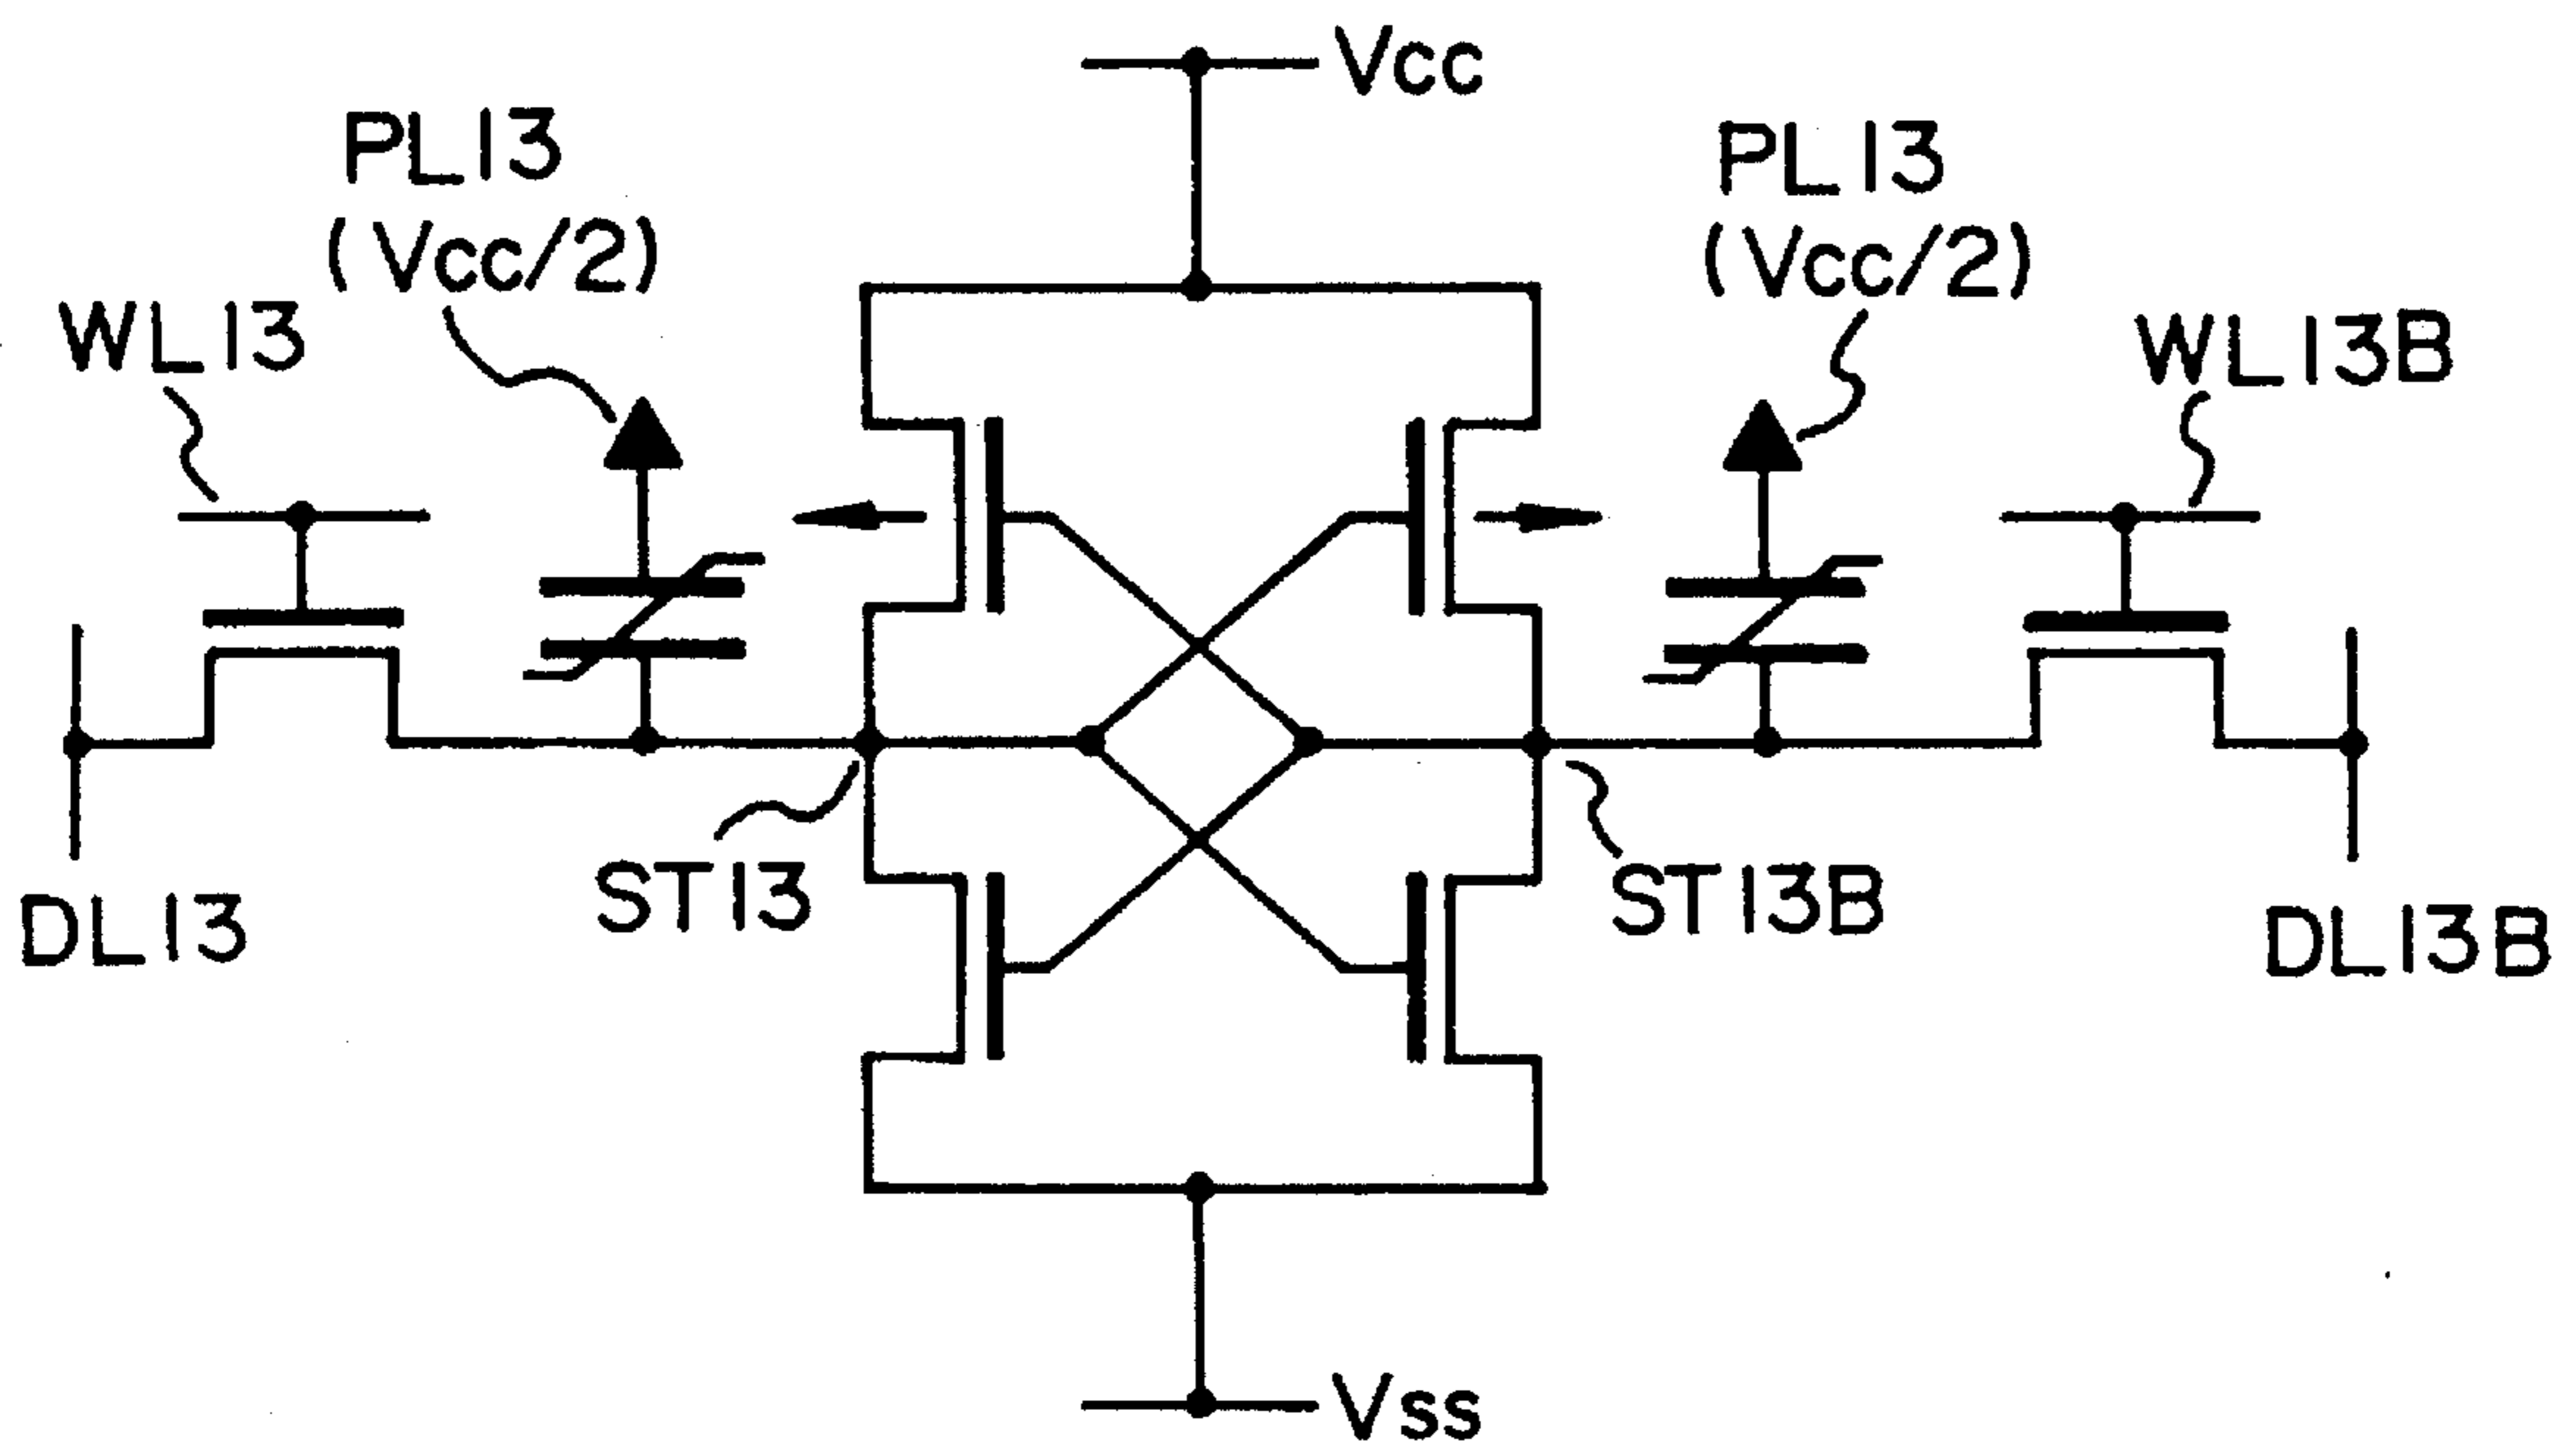 Vcc
PL13
(Vcc/2)
PL13
(Vcc/2)
WL13
WL13B
ST13
ST13B
DL13
DL13B
Vss